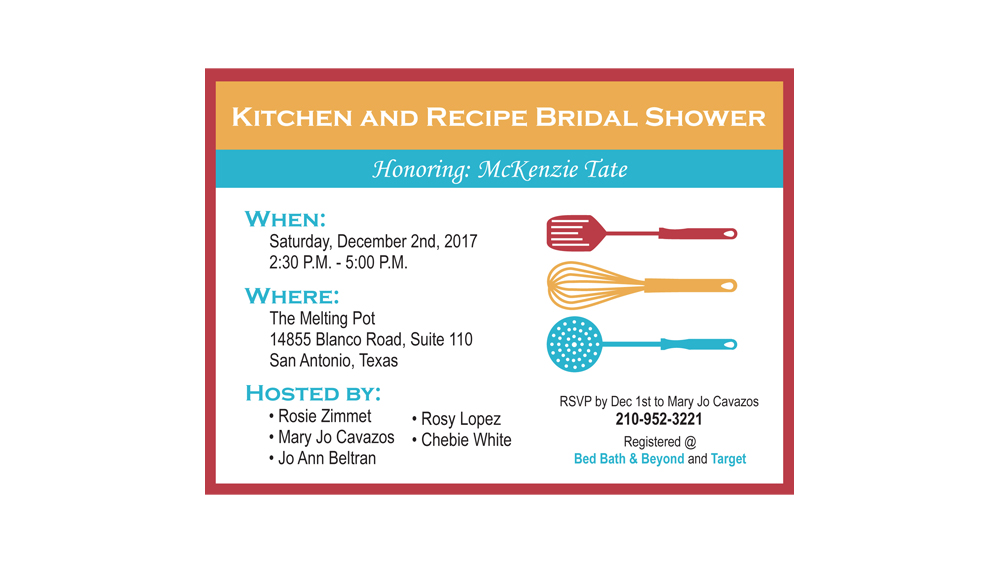 KITCHEN AND RECIPE BRIDAL SHOWER
Honoring: McKenzie Tate
WHEN:
Saturday, December 2nd, 2017
2:30 P.M. - 5:00 P.M.
WHERE:
The Melting Pot
14855 Blanco Road, Suite 110
San Antonio, Texas
HOSTED BY:
• Rosie Zimmet
• Mary Jo Cavazos
• Jo Ann Beltran
• Rosy Lopez
• Chebie White
RSVP by Dec 1st to Mary Jo Cavazos
210-952-3221
Registered @
Bed Bath & Beyond and Target